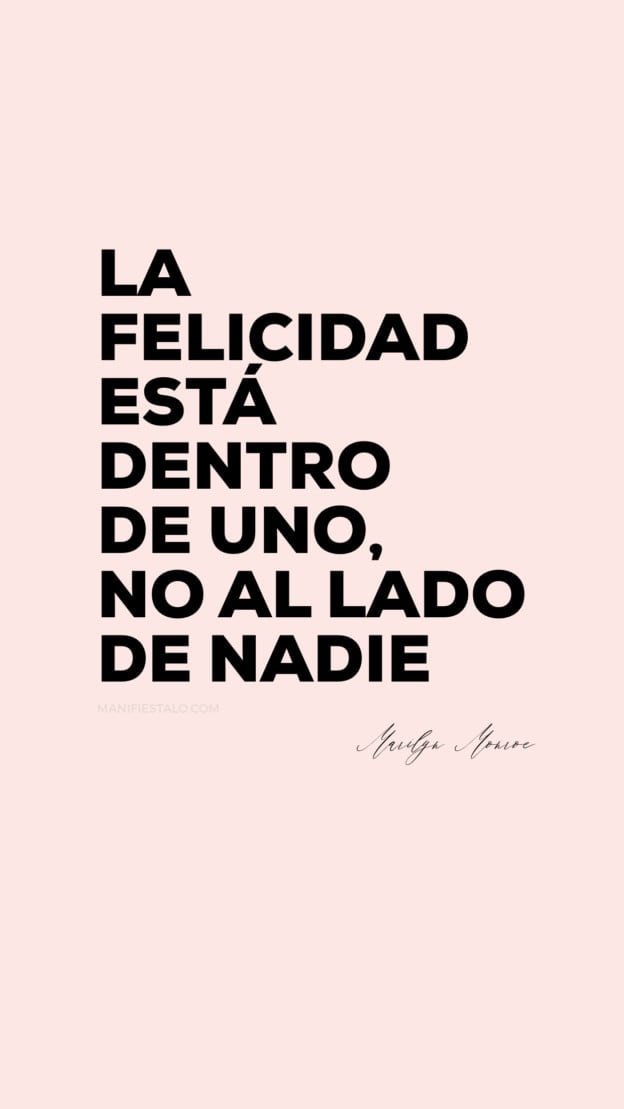 LA
FELICIDAD
ESTÁ
DENTRO
DE UNO,
NO AL LADO
DE NADIE
MANIFIESTALO.COM
Marilyn Monroe